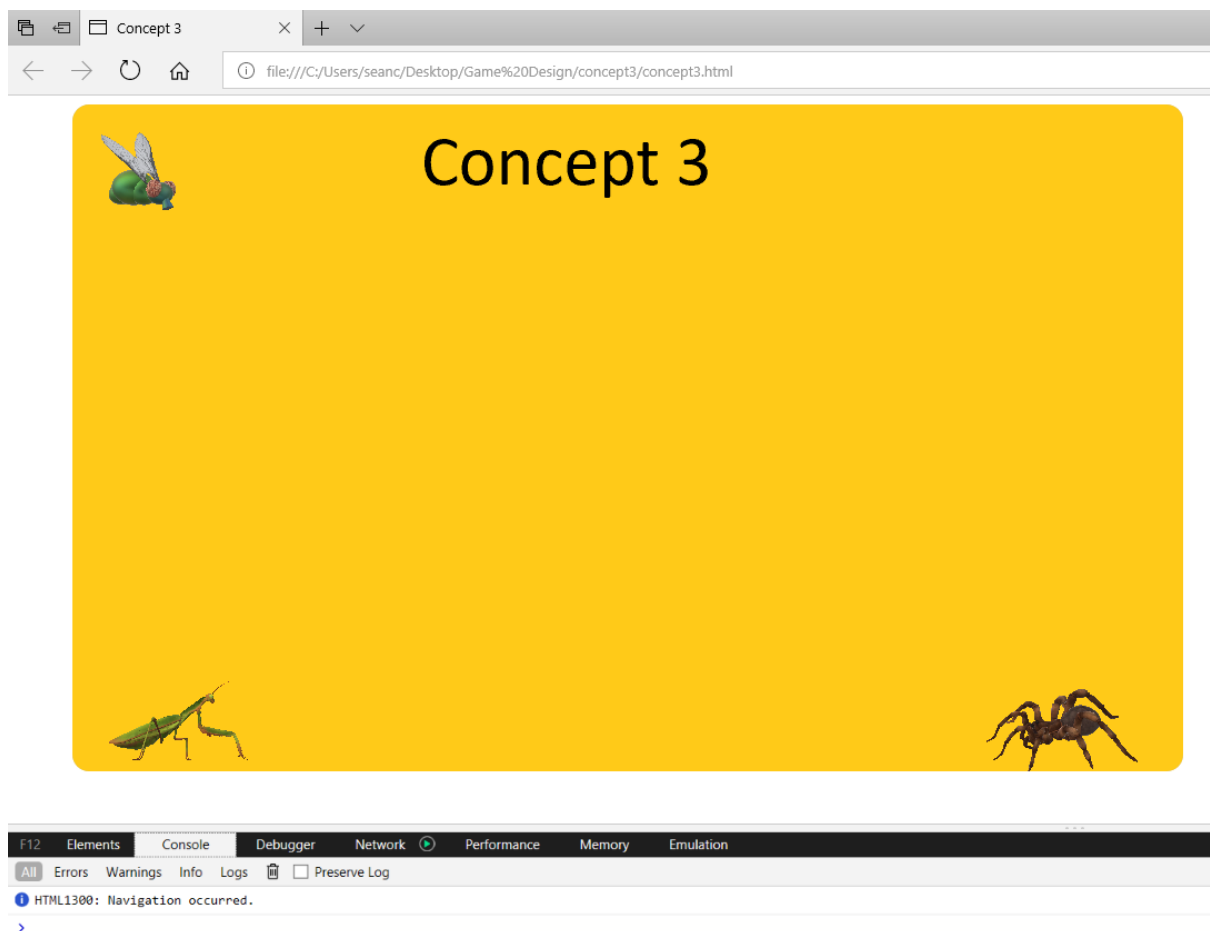 Concept 3
file:///C:/Users/seanc/Desktop/Game%20Design/concept3/concept3.html
Concept 3
F12 Elements Console Debugger Network Performance Memory Emulation
All Errors Warnings Info Logs Preserve Log
HTML1300: Navigation occurred.